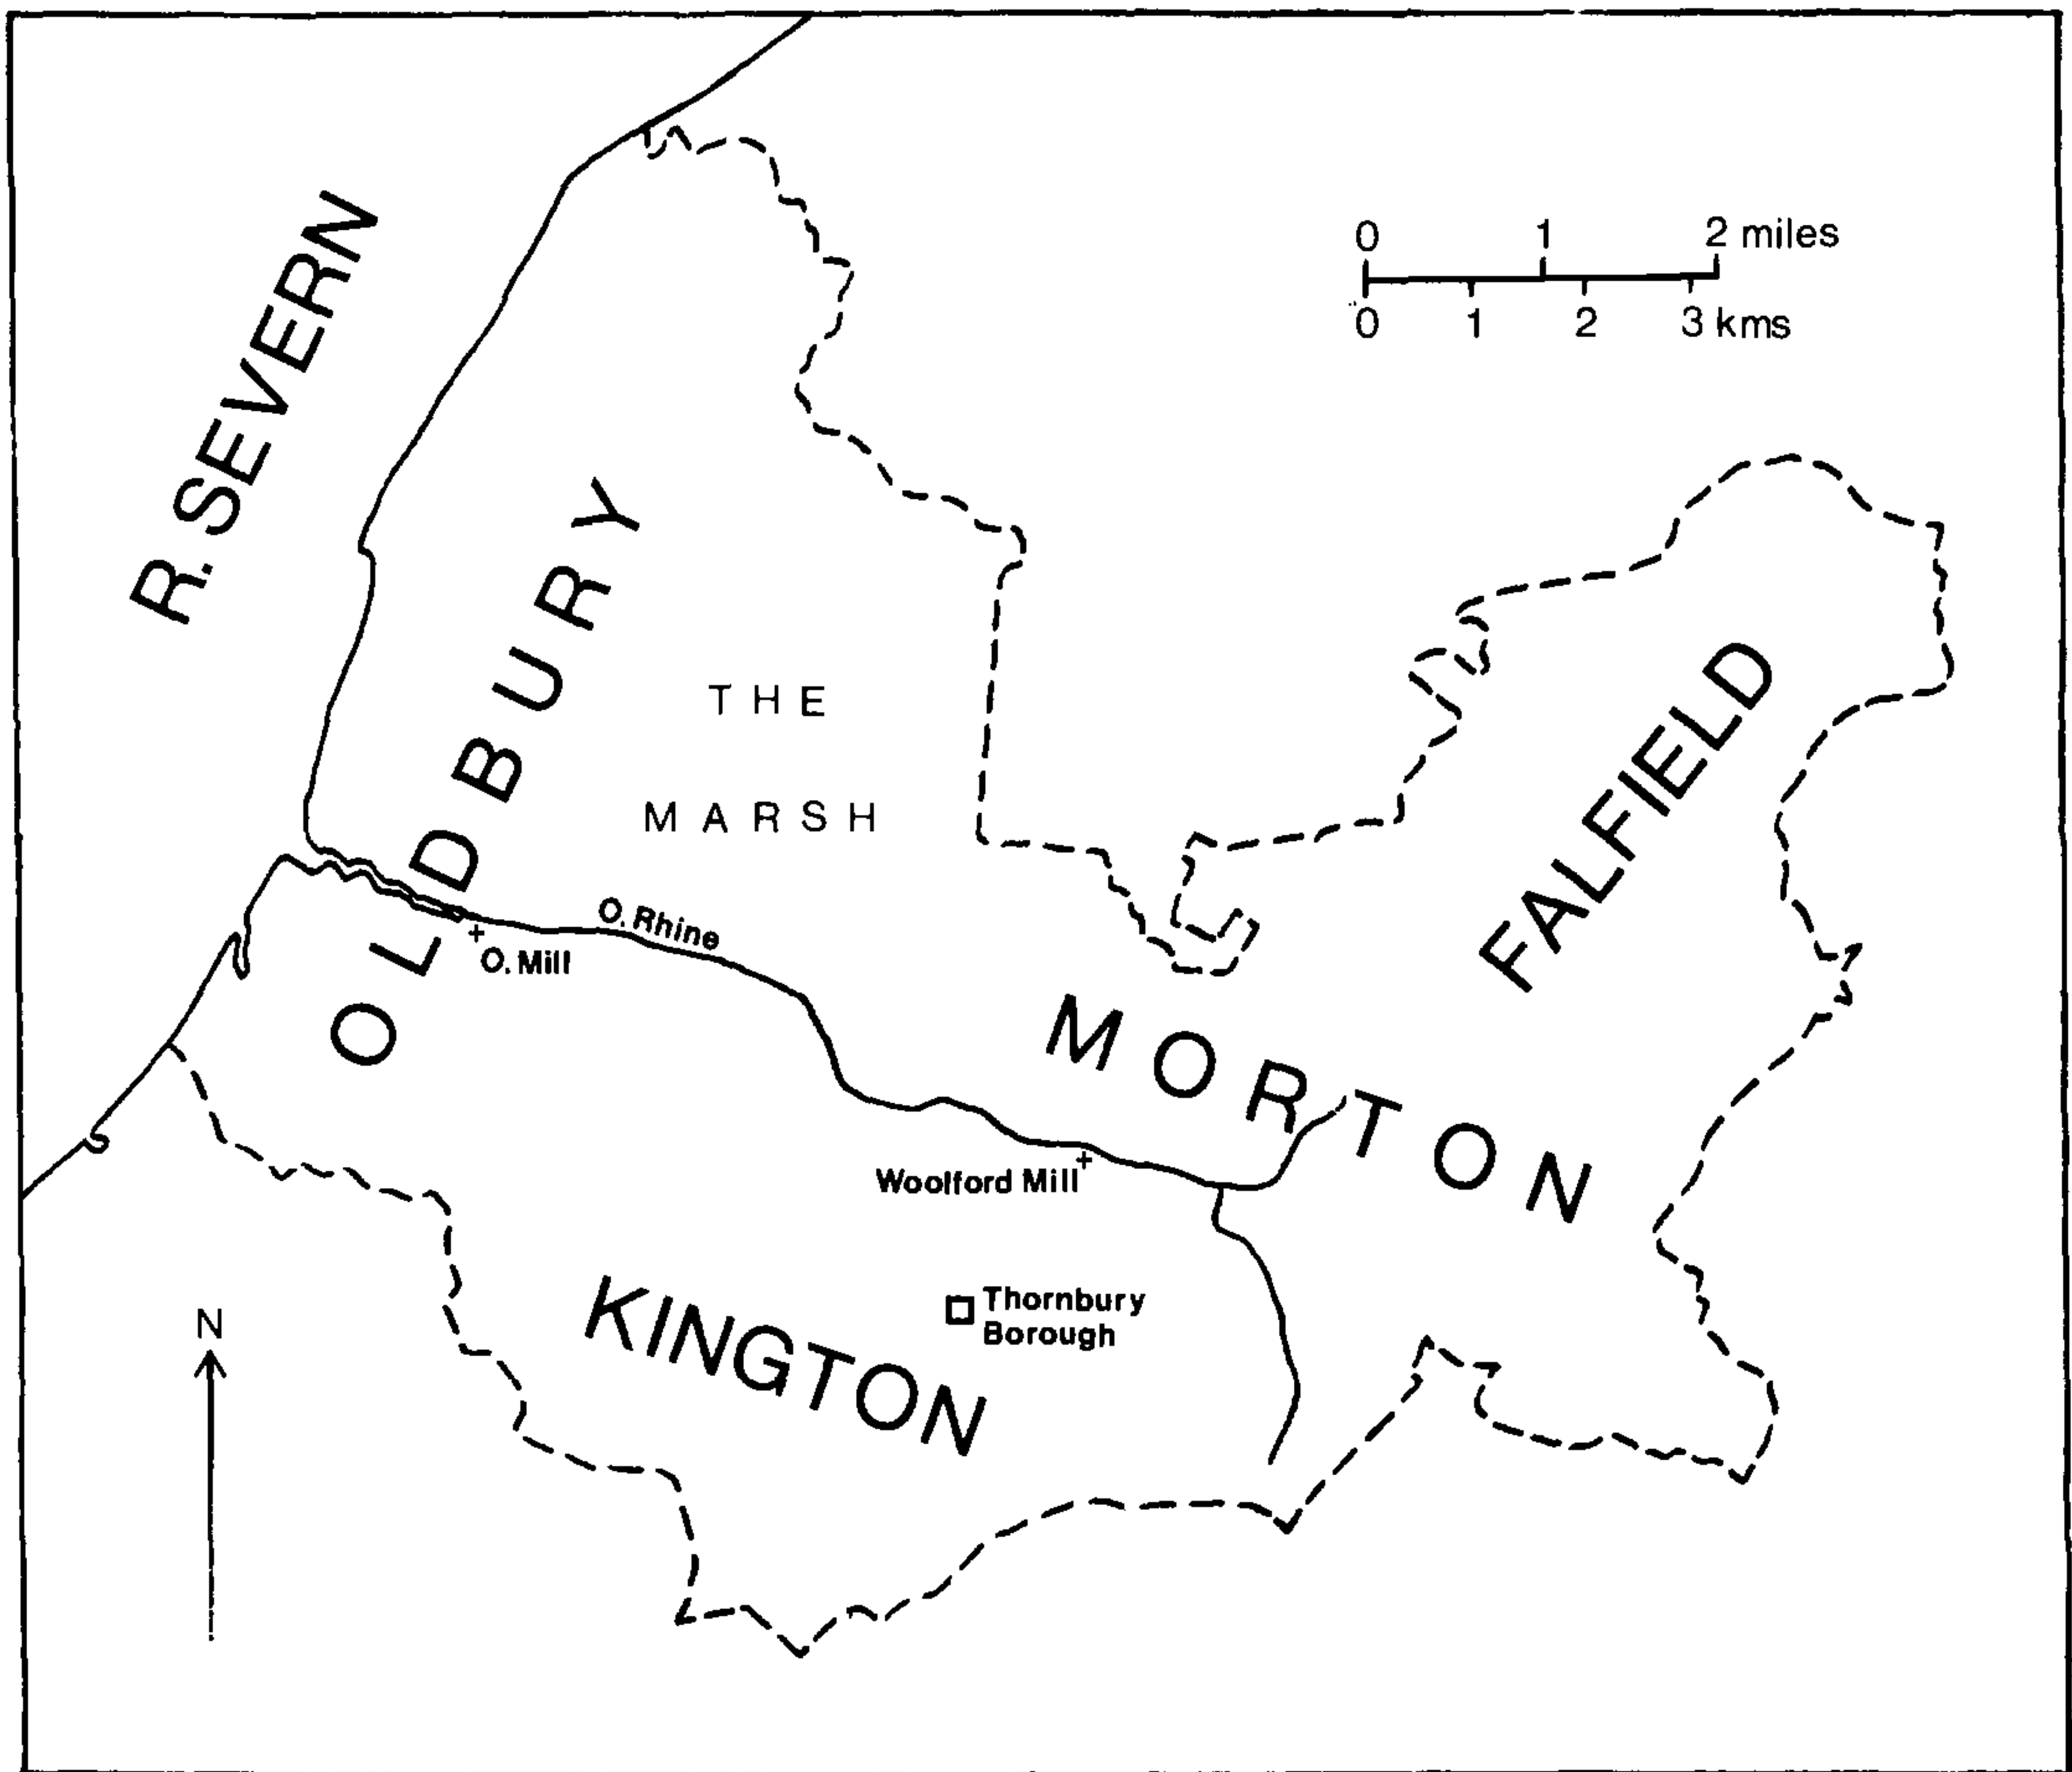 R. SEVERN
0 1 2 miles
0 1 2 3 kms
OLDBURY
THE
MARSH
FALFIELD
O. Rhine
O. Mill
MORTON
Woolford Mill
Thornbury
Borough
KINGTON
N